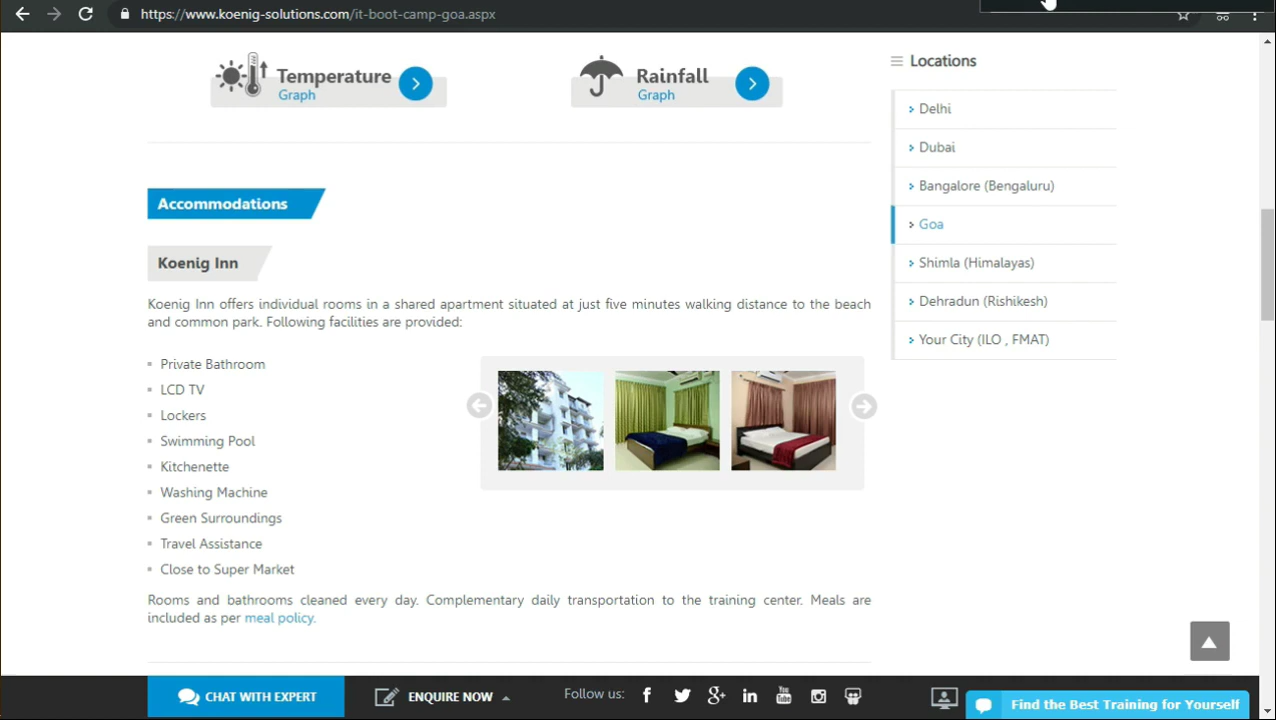 https://www.koenig-solutions.com/it-boot-camp-goa.aspx
Temperature
Graph
Rainfall
Graph
Accommodations
Koenig Inn
Koenig Inn offers individual rooms in a shared apartment situated at just five minutes walking distance to the beach
and common park. Following facilities are provided:
Private Bathroom
LCD TV
Lockers
Swimming Pool
Kitchenette
Washing Machine
Green Surroundings
Travel Assistance
Close to Super Market
Rooms and bathrooms cleaned every day. Complementary daily transportation to the training center. Meals are
included as per meal policy.
Locations
Delhi
Dubai
Bangalore (Bengaluru)
Goa
Shimla (Himalayas)
Dehradun (Rishikesh)
Your City (ILO , FMAT)
CHAT WITH EXPERT
ENQUIRE NOW
Follow us:
You Tube
Find the Best Training for Yourself